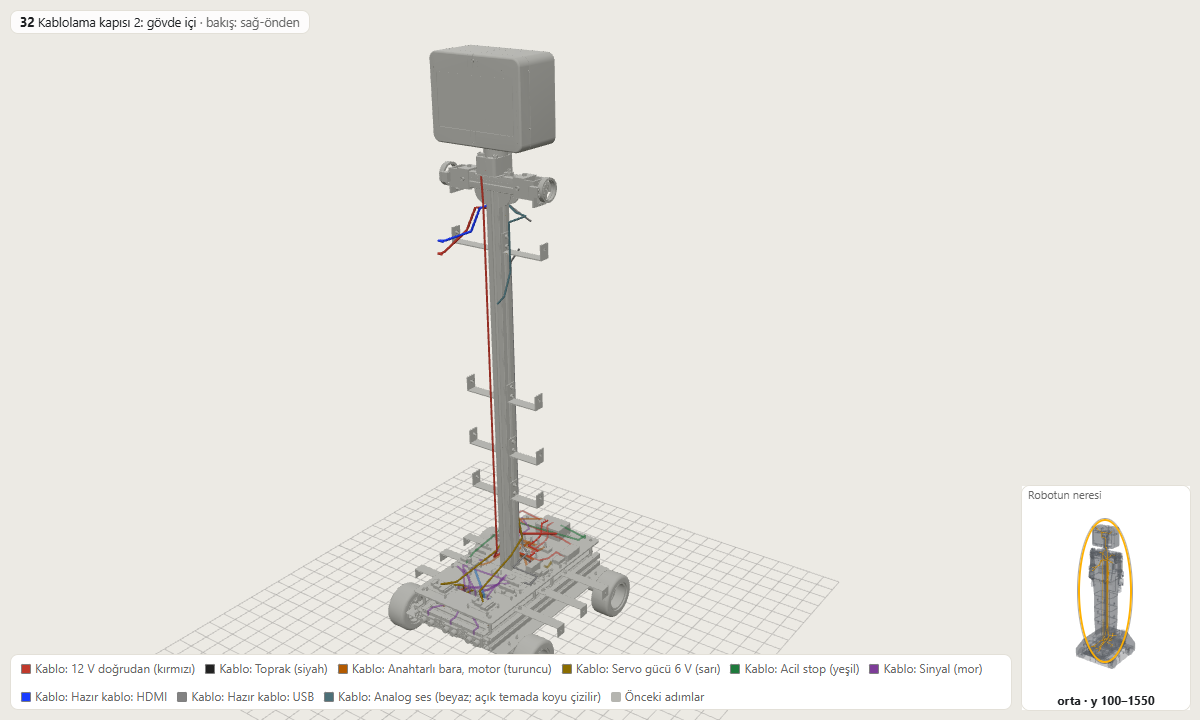 32 Kablolama kapısı 2: gövde içi · bakış: sağ-önden
Robotun neresi
orta · y 100–1550
Kablo: 12 V doğrudan (kırmızı) Kablo: Toprak (siyah) Kablo: Anahtarlı bara, motor (turuncu) Kablo: Servo gücü 6 V (sarı) Kablo: Acil stop (yeşil) Kablo: Sinyal (mor)
Kablo: Hazır kablo: HDMI Kablo: Hazır kablo: USB Kablo: Analog ses (beyaz; açık temada koyu çizilir) Önceki adımlar